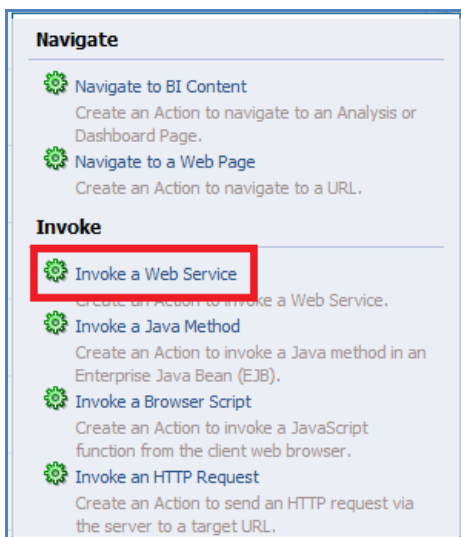 Navigate
Navigate to BI Content
Create an Action to navigate to an Analysis or
Dashboard Page.
Navigate to a Web Page
Create an Action to navigate to a URL.
Invoke
Invoke a Web Service
Create an Action to invoke a Web Service.
Invoke a Java Method
Create an Action to invoke a Java method in an
Enterprise Java Bean (EJB).
Invoke a Browser Script
Create an Action to invoke a JavaScript
function from the client web browser.
Invoke an HTTP Request
Create an Action to send an HTTP request via
the server to a target URL.